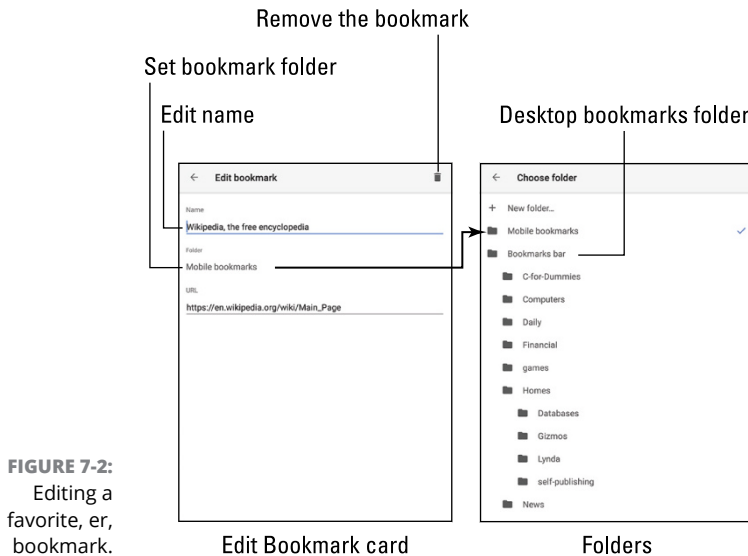 Remove the bookmark
Set bookmark folder
Edit name
Desktop bookmarks folder
Edit bookmark
Name
Wikipedia, the free encyclopedia
Folder
Mobile bookmarks
URL
https://en.wikipedia.org/wiki/Main_Page
Choose folder
New folder...
Mobile bookmarks
Bookmarks bar
C-for-Dummies
Computers
Daily
Financial
games
Homes
Databases
Gizmos
Lynda
self-publishing
News
FIGURE 7-2:
Editing a
favorite, er,
bookmark.
Edit Bookmark card
Folders